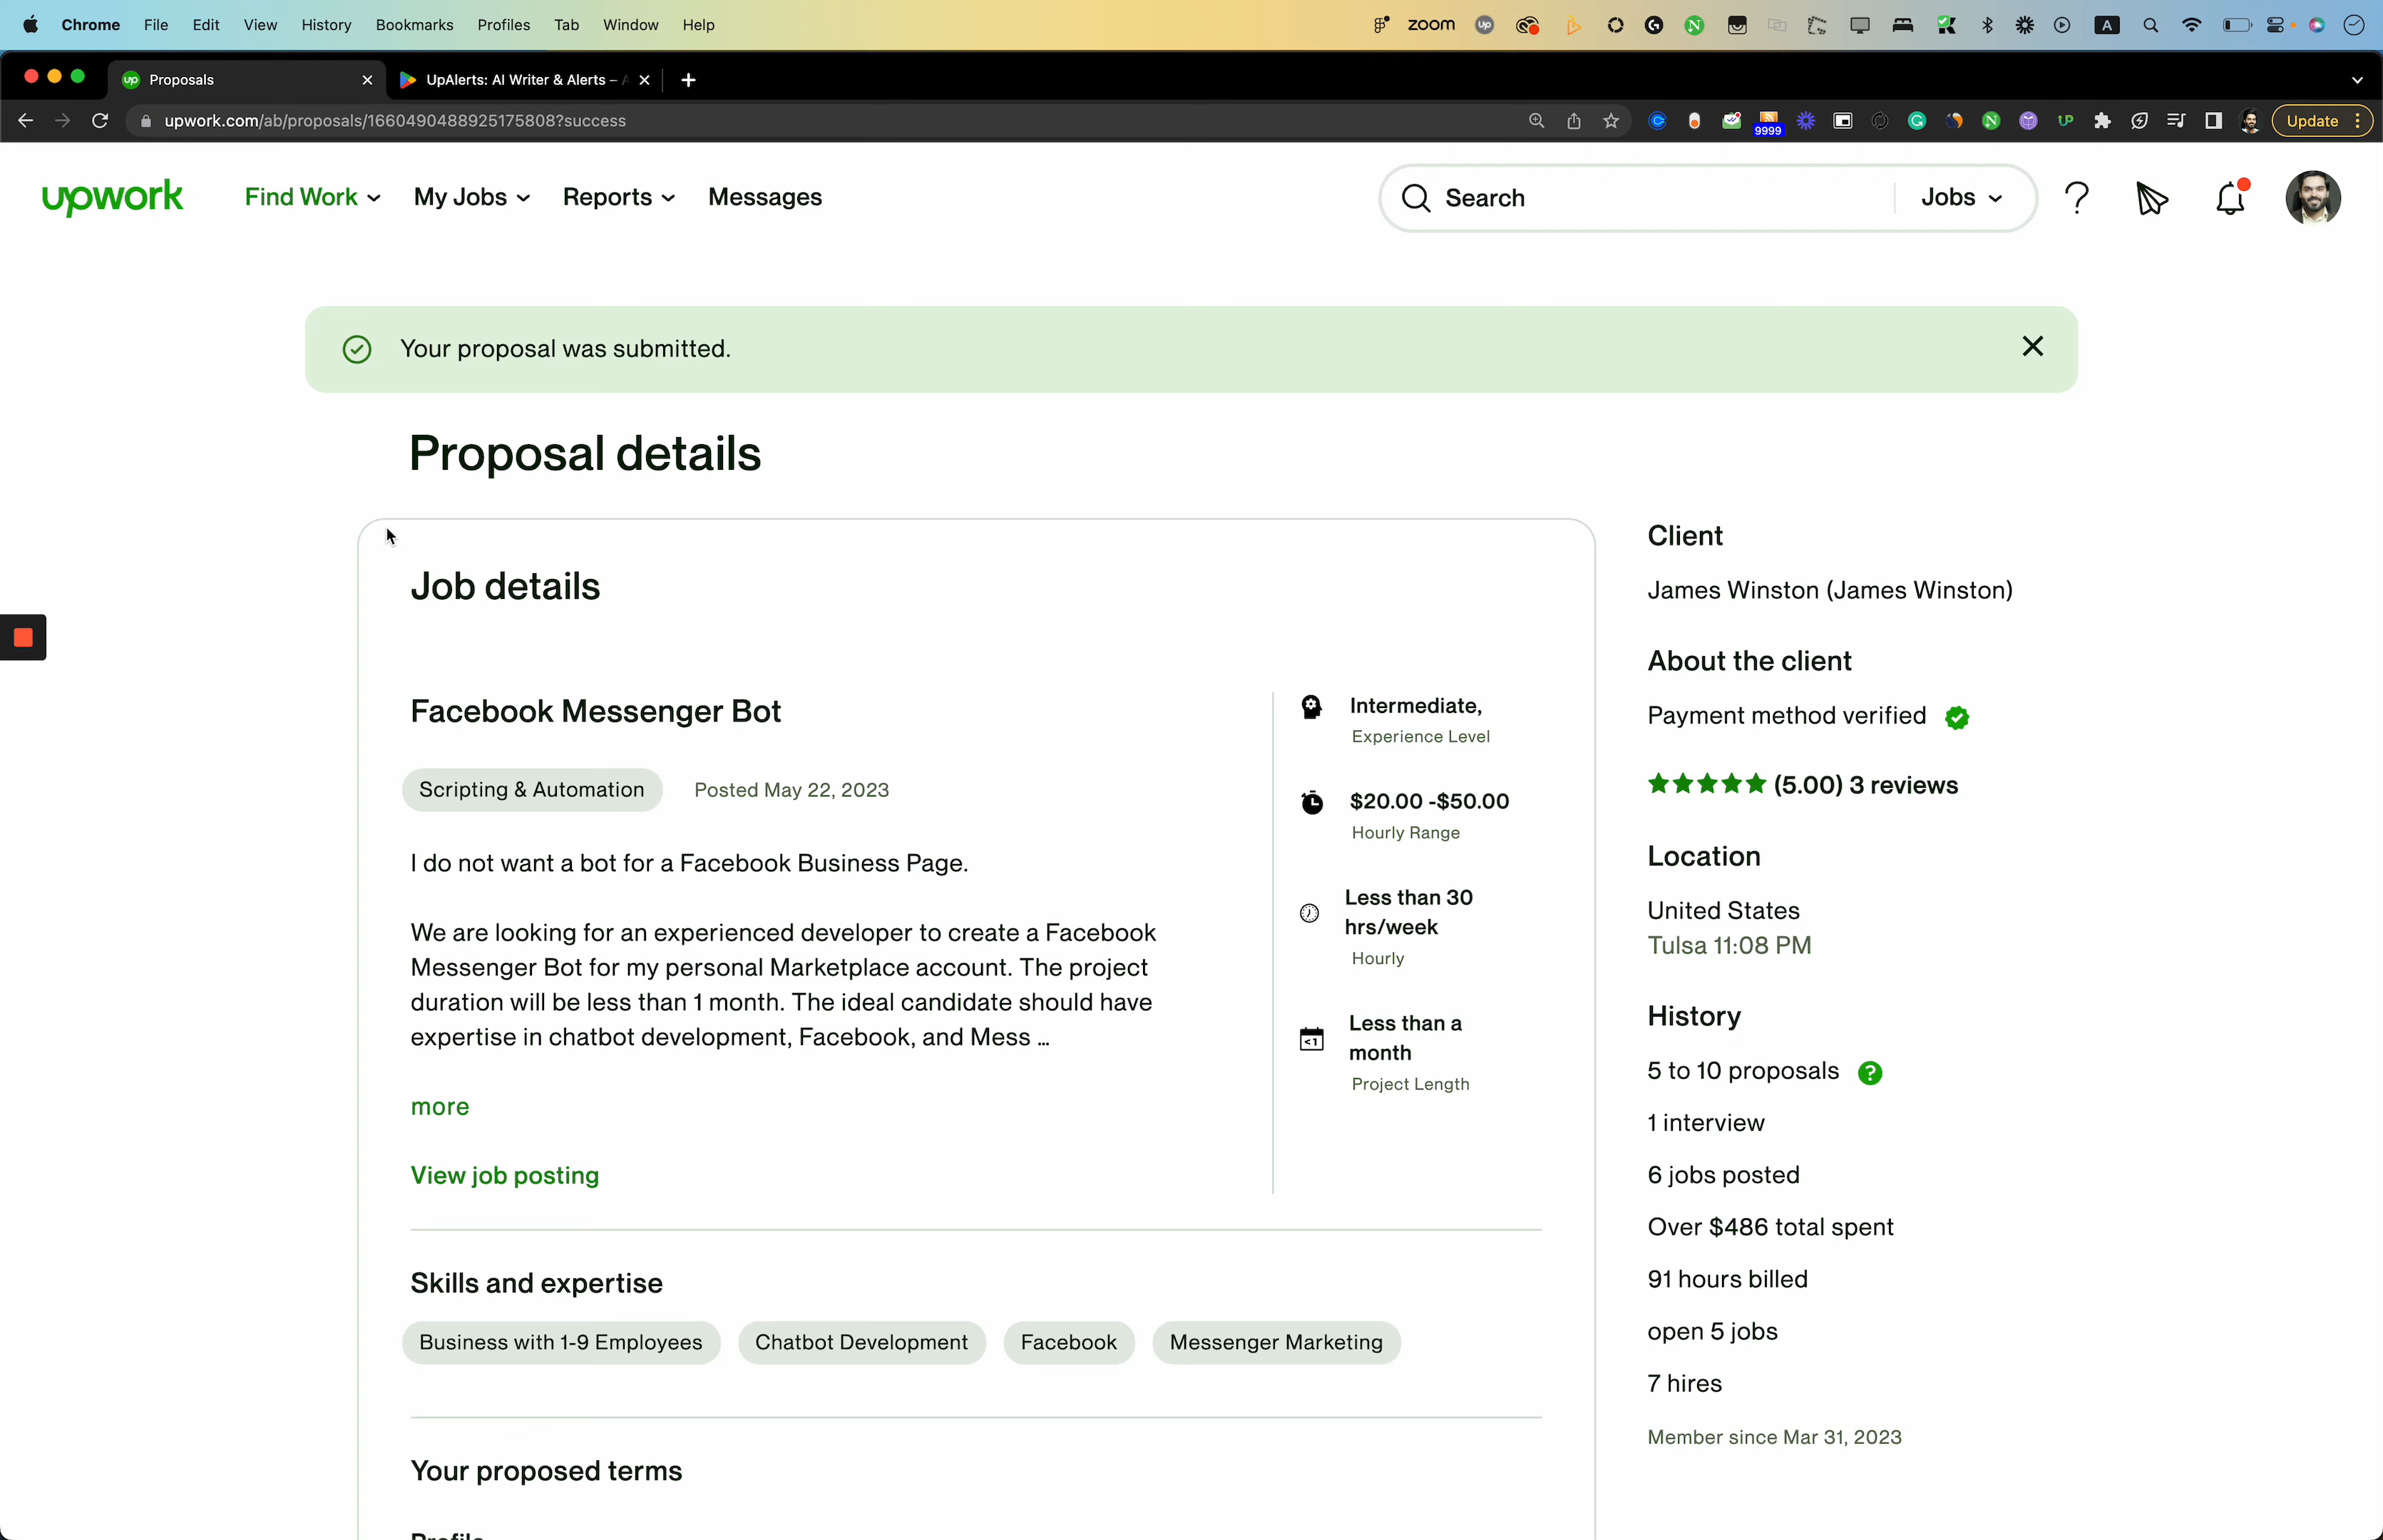 Chrome File Edit View History Bookmarks Profiles Tab Window Help
zoom
up
A
Proposals
UpAlerts: AI Writer & Alerts –
upwork.com/ab/proposals/1660490488925175808?success
9999
UP
Update
upwork
Find Work
My Jobs
Reports
Messages
Search
Jobs
Your proposal was submitted.
Proposal details
Job details
Facebook Messenger Bot
Scripting & Automation
Posted May 22, 2023
I do not want a bot for a Facebook Business Page.
We are looking for an experienced developer to create a Facebook
Messenger Bot for my personal Marketplace account. The project
duration will be less than 1 month. The ideal candidate should have
expertise in chatbot development, Facebook, and Mess ...
more
View job posting
Intermediate,
Experience Level
$20.00 -$50.00
Hourly Range
Less than 30
hrs/week
Hourly
<1
Less than a
month
Project Length
Skills and expertise
Business with 1-9 Employees
Chatbot Development
Facebook
Messenger Marketing
Your proposed terms
Client
James Winston (James Winston)
About the client
Payment method verified
(5.00) 3 reviews
Location
United States
Tulsa 11:08 PM
History
5 to 10 proposals
1 interview
6 jobs posted
Over $486 total spent
91 hours billed
open 5 jobs
7 hires
Member since Mar 31, 2023